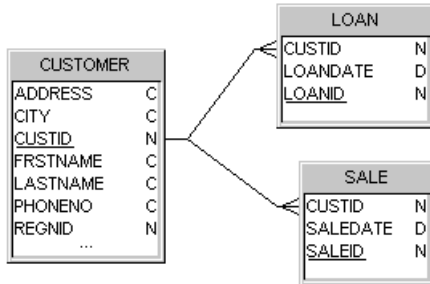 CUSTOMER
ADDRESS C
CITY C
CUSTID N
FRSTNAME C
LASTNAME C
PHONENO C
REGNID N
...
LOAN
CUSTID N
LOANDATE D
LOANID N
SALE
CUSTID N
SALEDATE D
SALEID N